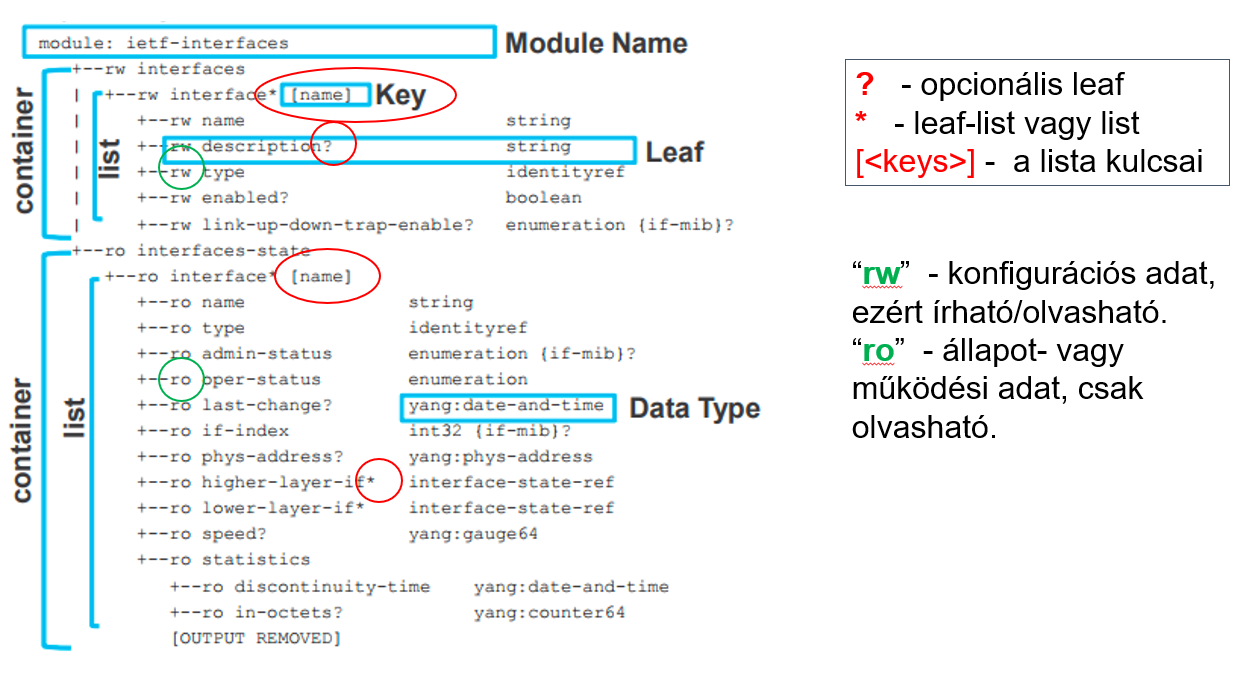 module: ietf-interfaces
Module Name
+--rw interfaces
| +--rw interface* [name] Key
| +--rw name string
| +--rw description? string Leaf
| +--rw type identityref
| +--rw enabled? boolean
| +--rw link-up-down-trap-enable? enumeration {if-mib}?
container
list
+--ro interfaces-state
+--ro interface* [name]
+--ro name string
+--ro type identityref
+--ro admin-status enumeration {if-mib}?
+--ro oper-status enumeration
+--ro last-change? yang:date-and-time Data Type
+--ro if-index int32 {if-mib}?
+--ro phys-address? yang:phys-address
+--ro higher-layer-if* interface-state-ref
+--ro lower-layer-if* interface-state-ref
+--ro speed? yang:gauge64
+--ro statistics
+--ro discontinuity-time yang:date-and-time
+--ro in-octets? yang:counter64
[OUTPUT REMOVED]
container
list
? - opcionális leaf
* - leaf-list vagy list
[<keys>] - a lista kulcsai
“rw” - konfigurációs adat,
ezért írható/olvasható.
“ro” - állapot- vagy
működési adat, csak
olvasható.